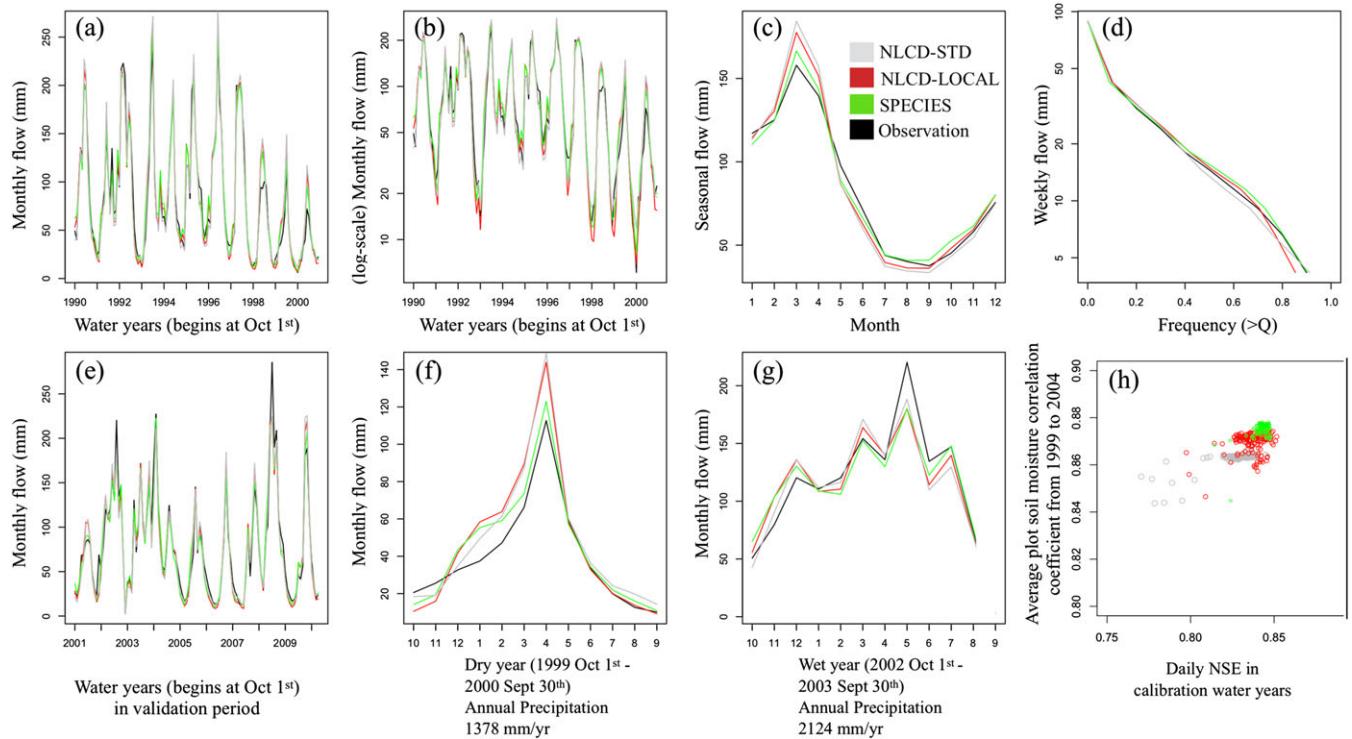 (a)
Monthly flow (mm)
0 50 100 150 200 250
1990 1992 1994 1996 1998 2000
Water years (begins at Oct 1st)
(b)
(log-scale) Monthly flow (mm)
10 20 50 100 200
1990 1992 1994 1996 1998 2000
Water years (begins at Oct 1st)
(c)
NLCD-STD
NLCD-LOCAL
SPECIES
Observation
Seasonal flow (mm)
50 100 150
1 2 3 4 5 6 7 8 9 10 11 12
Month
(d)
Weekly flow (mm)
5 10 20 50 100
0.0 0.2 0.4 0.6 0.8 1.0
Frequency (>Q)
(e)
Monthly flow (mm)
0 50 100 150 200 250
2001 2003 2005 2007 2009
Water years (begins at Oct 1st)
in validation period
(f)
Monthly flow (mm)
20 40 60 80 100 120 140
10 11 12 1 2 3 4 5 6 7 8 9
Dry year (1999 Oct 1st -
2000 Sept 30th)
Annual Precipitation
1378 mm/yr
(g)
Monthly flow (mm)
0 50 100 150 200
10 11 12 1 2 3 4 5 6 7 8 9
Wet year (2002 Oct 1st -
2003 Sept 30th)
Annual Precipitation
2124 mm/yr
(h)
Average plot soil moisture correlation
coefficient from 1999 to 2004
0.80 0.82 0.84 0.86 0.88 0.90
0.75 0.80 0.85
Daily NSE in
calibration water years